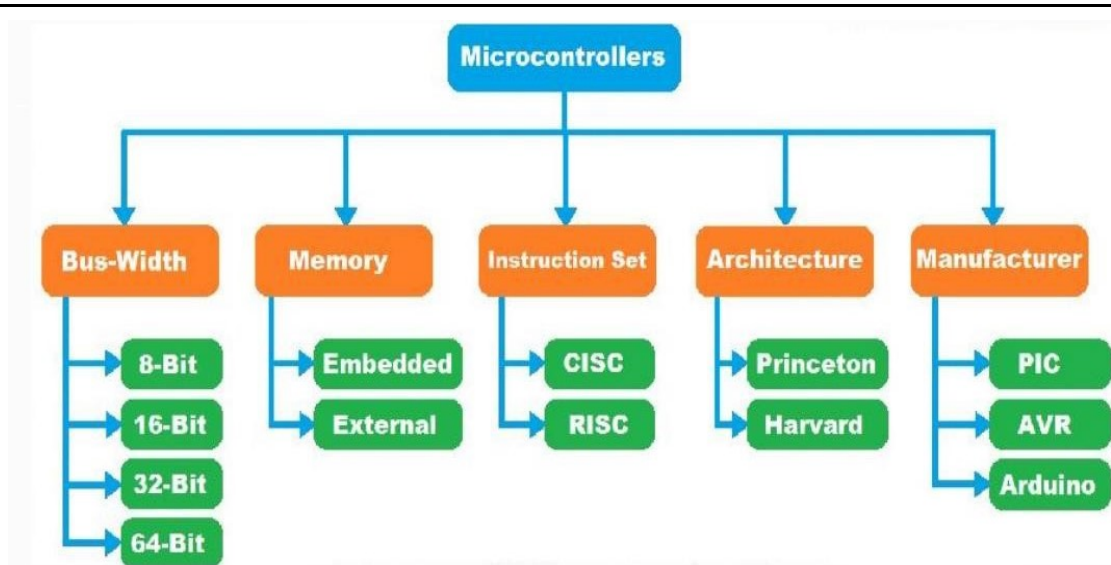 Microcontrollers
Bus-Width
Memory
Instruction Set
Architecture
Manufacturer
8-Bit
Embedded
CISC
Princeton
PIC
16-Bit
External
RISC
Harvard
AVR
32-Bit
Arduino
64-Bit